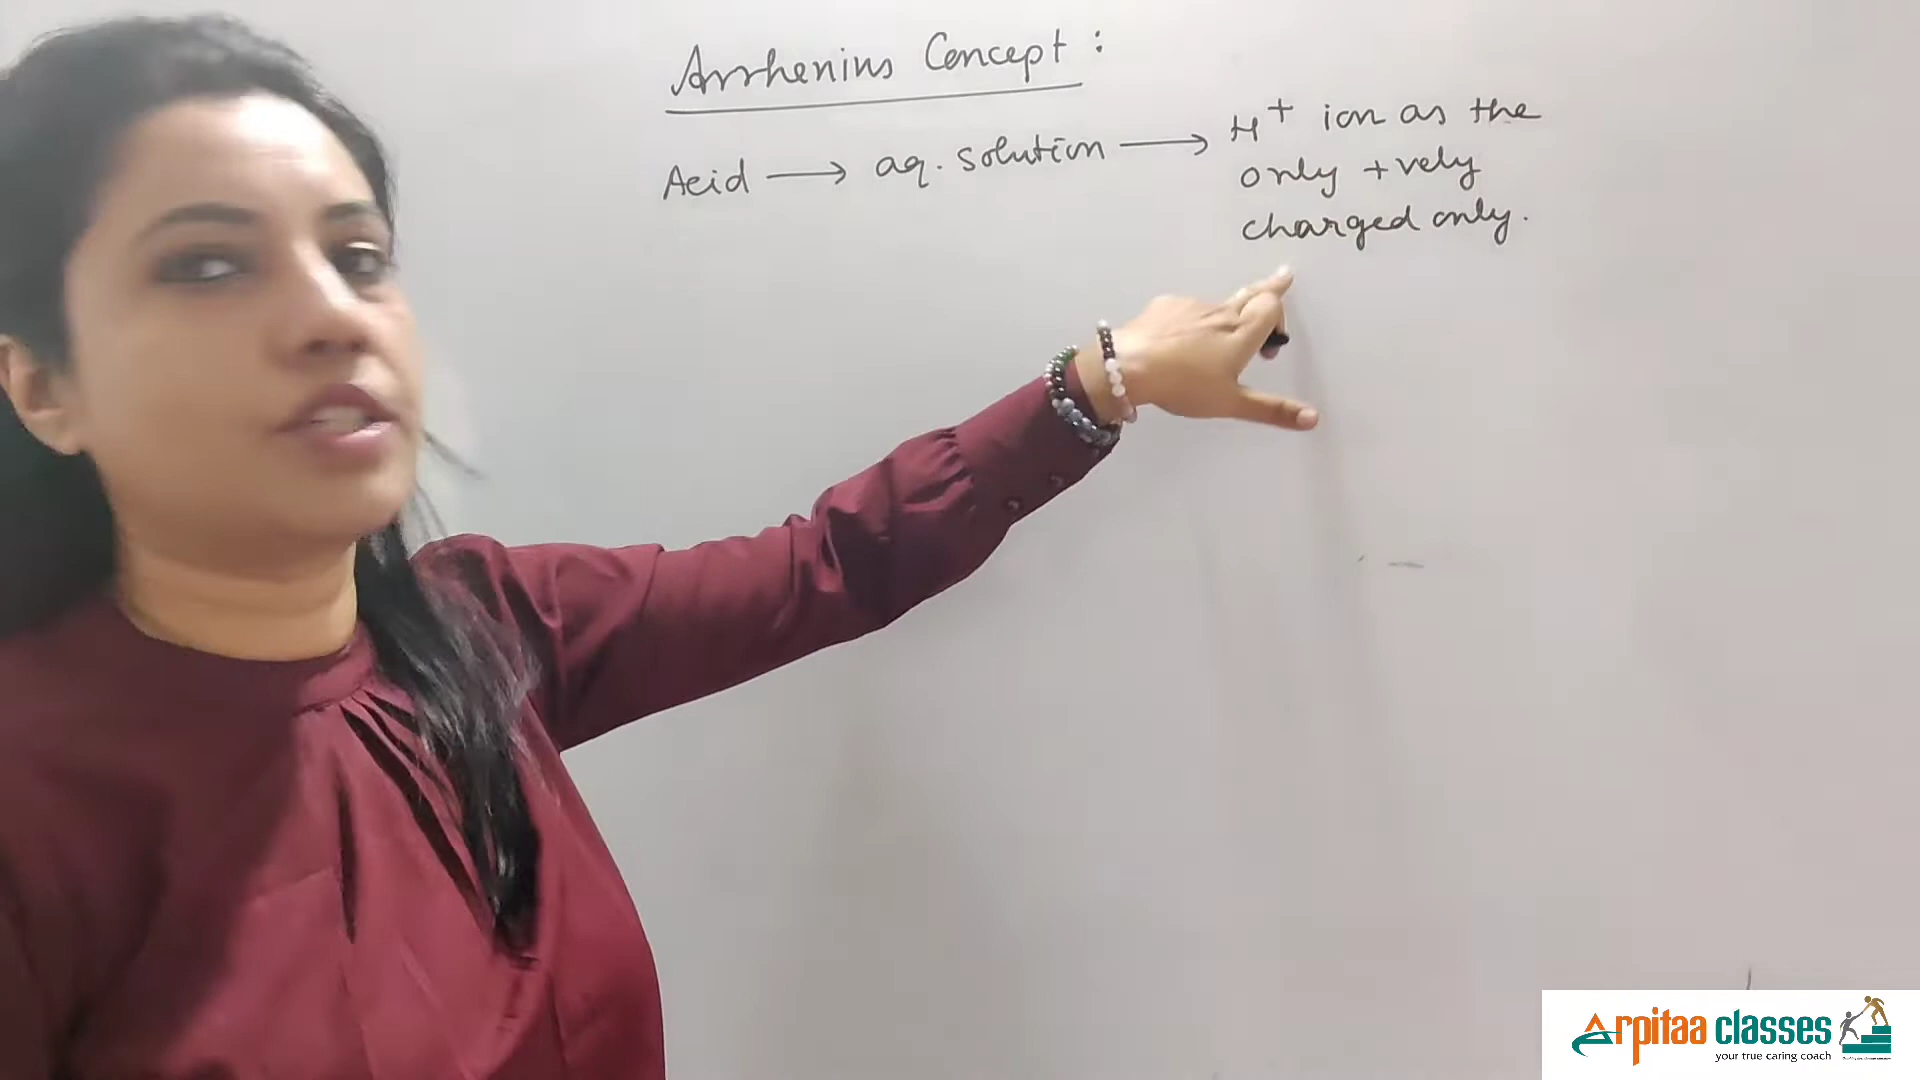 Arrhenius Concept :
Acid → aq. solution → H+ ion as the
only +vely
charged only.
Arpitaa classes
your true caring coach